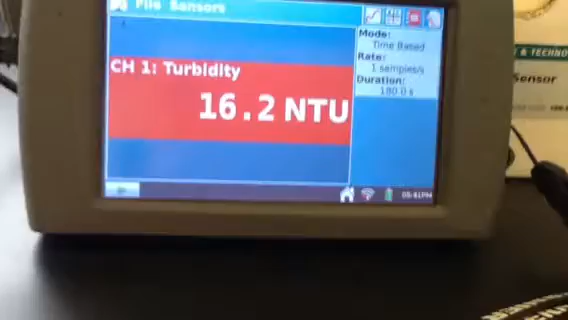 File Sensors
Mode:
Time Based
Rate:
1 samples/s
Duration:
180.0 s
CH 1: Turbidity
16.2 NTU
05:41PM
& TECHNO
Sensor